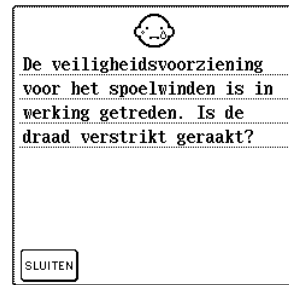 De veiligheidsvoorziening
voor het spoelwinden is in
werking getreden. Is de
draad verstrikt geraakt?
SLUITEN